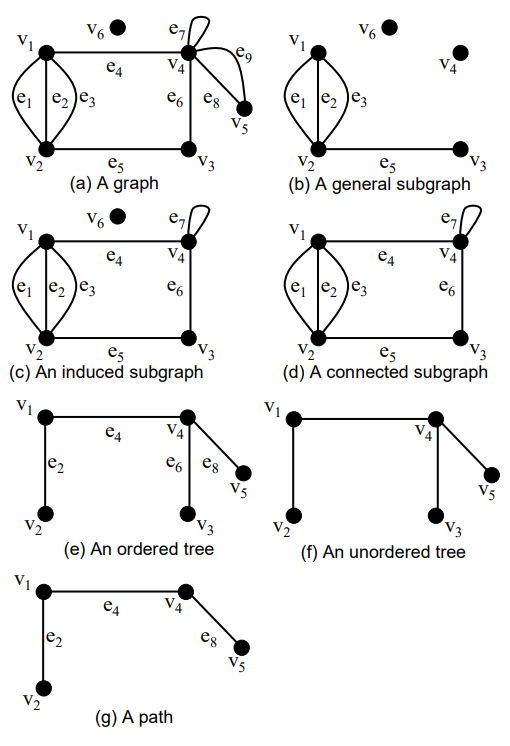 v6 e7
v1 e9
e4 v4
e1 e2 e3 e6 e8
v5
v2 e5 v3
(a) A graph
v6
v1
v4
e1 e2 e3
v2 e5 v3
(b) A general subgraph
v6 e7
v1
e4 v4
e1 e2 e3 e6
v2 e5 v3
(c) An induced subgraph
e7
v1
e4 v4
e1 e2 e3 e6
v2 e5 v3
(d) A connected subgraph
v1
e4 v4
e2 e6 e8
v5
v2 v3
(e) An ordered tree
v1
v4
v5
v2 v3
(f) An unordered tree
v1
e4 v4
e2 e8
v5
v2
(g) A path